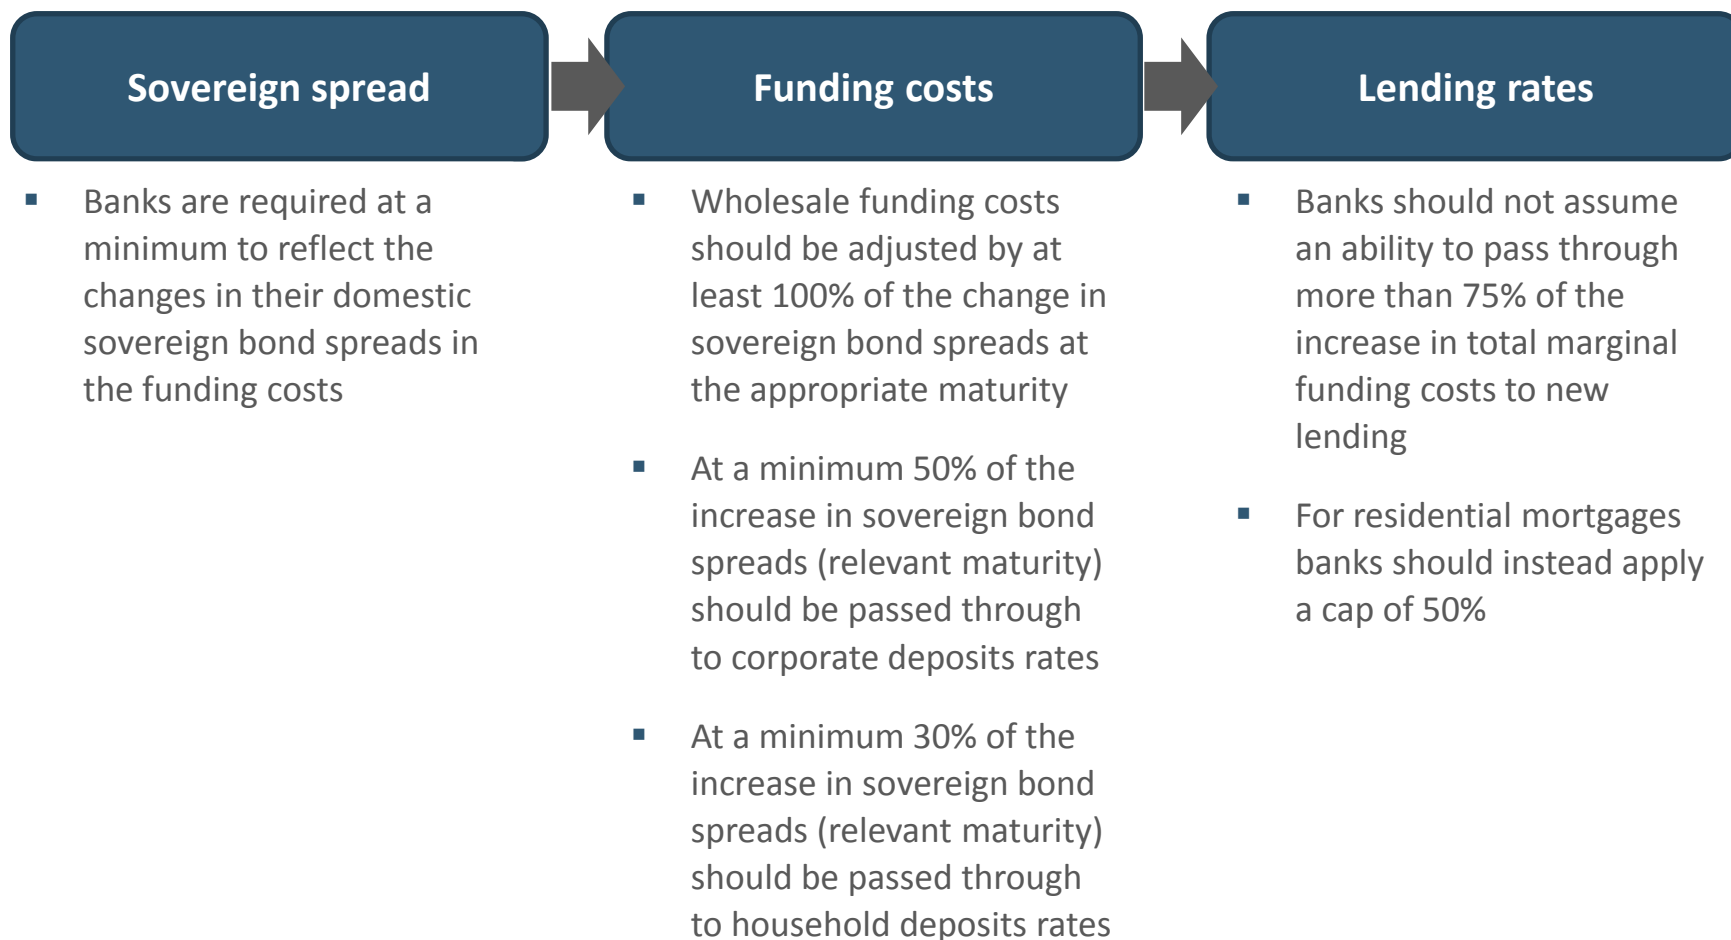 Sovereign spread
Funding costs
Lending rates
▪ Banks are required at a
minimum to reflect the
changes in their domestic
sovereign bond spreads in
the funding costs
▪ Wholesale funding costs
should be adjusted by at
least 100% of the change in
sovereign bond spreads at
the appropriate maturity
▪ At a minimum 50% of the
increase in sovereign bond
spreads (relevant maturity)
should be passed through
to corporate deposits rates
▪ At a minimum 30% of the
increase in sovereign bond
spreads (relevant maturity)
should be passed through
to household deposits rates
▪ Banks should not assume
an ability to pass through
more than 75% of the
increase in total marginal
funding costs to new
lending
▪ For residential mortgages
banks should instead apply
a cap of 50%